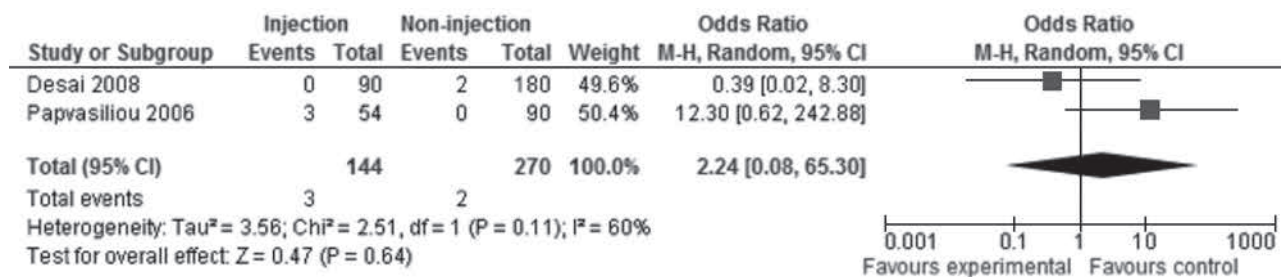 Injection Non-injection Odds Ratio Odds Ratio
Study or Subgroup Events Total Events Total Weight M-H, Random, 95% CI M-H, Random, 95% CI
Desai 2008 0 90 2 180 49.6% 0.39 [0.02, 8.30]
Papvasiliou 2006 3 54 0 90 50.4% 12.30 [0.62, 242.88]
Total (95% CI) 144 270 100.0% 2.24 [0.08, 65.30]
Total events 3 2
Heterogeneity: Tau² = 3.56; Chi² = 2.51, df = 1 (P = 0.11); I² = 60%
Test for overall effect: Z = 0.47 (P = 0.64)
0.001 0.1 1 10 1000
Favours experimental Favours control